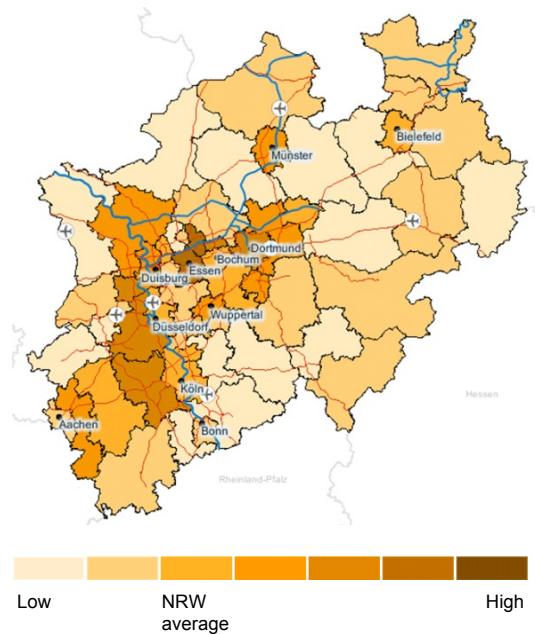 Bielefeld
Münster
Dortmund
Bochum
Essen
Duisburg
Wuppertal
Düsseldorf
Köln
Hessen
Aachen
Bonn
Rheinland-Pfalz
Low
NRW
average
High